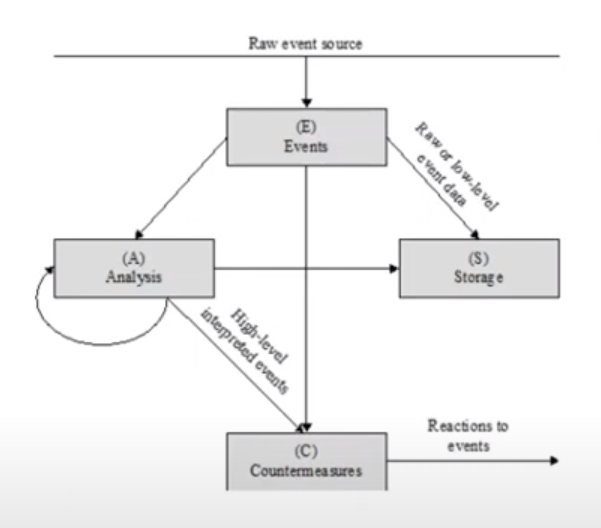 Raw event source
(E)
Events
Raw or low-level
event data
(A)
Analysis
(S)
Storage
High-level
interpreted events
(C)
Countermeasures
Reactions to
events